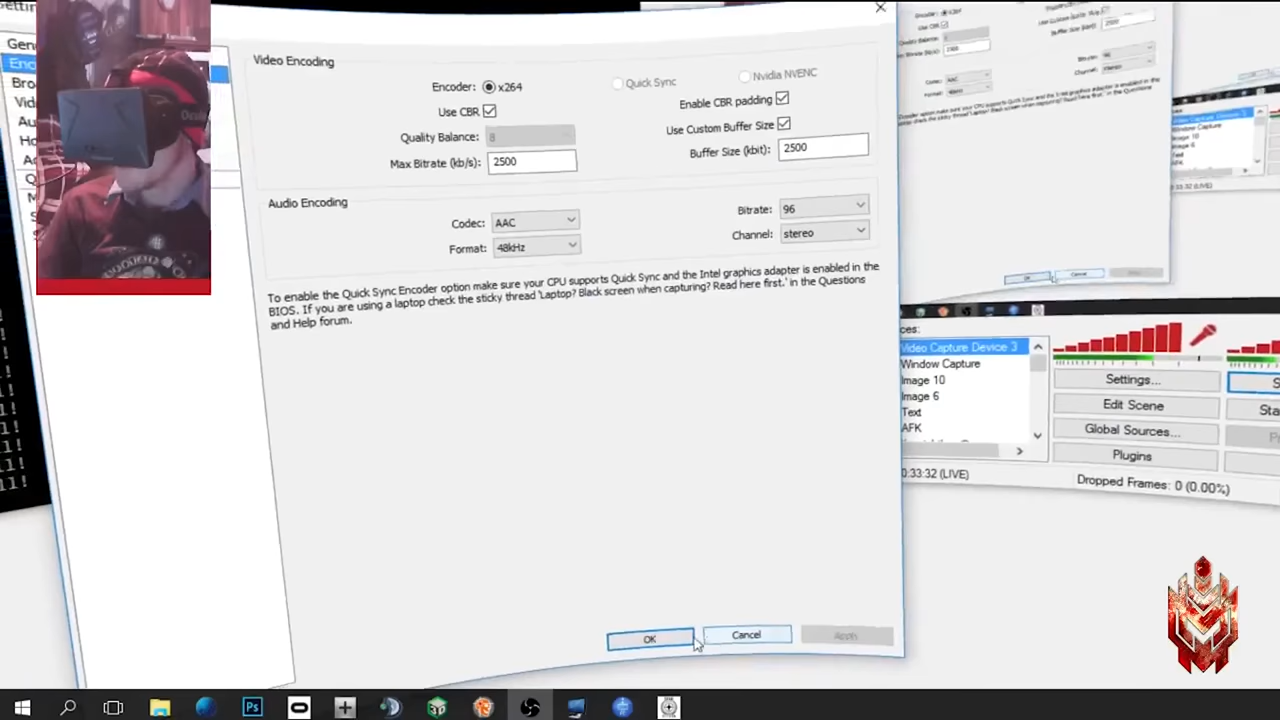 Video Encoding
Encoder: x264
Quick Sync
Nvidia NVENC
Use CBR
Enable CBR padding
Quality Balance: 8
Use Custom Buffer Size
Max Bitrate (kb/s): 2500
Buffer Size (kbit): 2500
Audio Encoding
Codec: AAC
Bitrate: 96
Format: 48kHz
Channel: stereo
To enable the Quick Sync Encoder option make sure your CPU supports Quick Sync and the Intel graphics adapter is enabled in the
BIOS. If you are using a laptop check the sticky thread 'Laptop? Black screen when capturing? Read here first.' in the Questions
and Help forum.
OK
Cancel
Apply
Video Capture Device 3
Window Capture
Image 10
Image 6
Text
AFK
Settings...
Edit Scene
Global Sources...
Plugins
0:33:32 (LIVE)
Dropped Frames: 0 (0.00%)
Ps